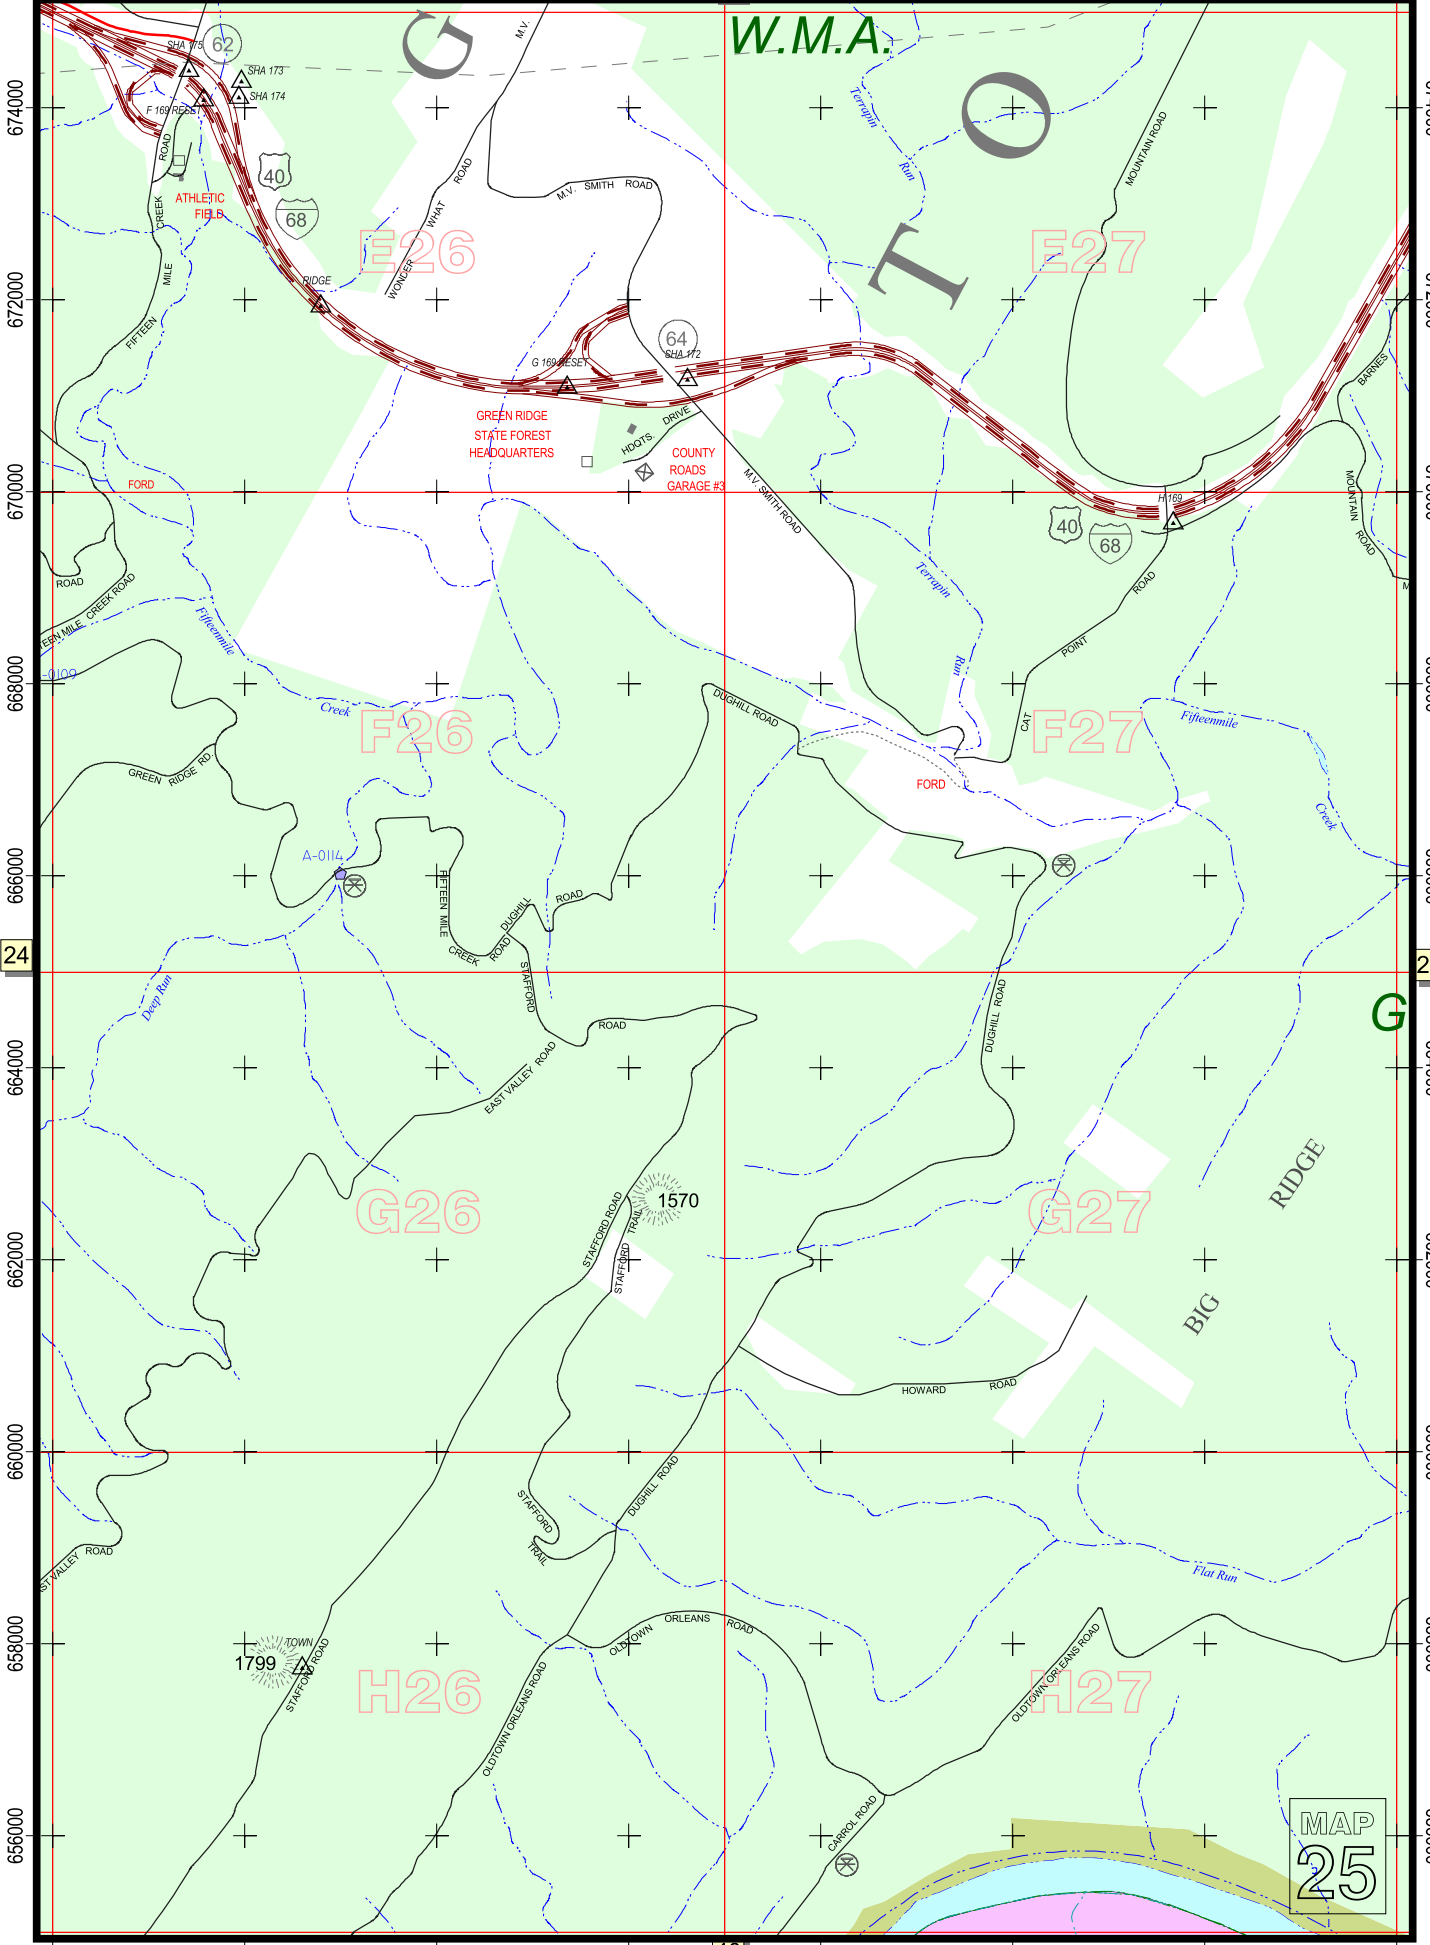 W.M.A.
G
T
O
M.V.
SHA 175
62
SHA 173
SHA 174
F 169 RESET
674000
ROAD
40
68
ATHLETIC
FIELD
CREEK
MILE
FIFTEEN
Terrapin
Run
MOUNTAIN ROAD
WONDER WHAT ROAD
M.V. SMITH ROAD
E26
E27
RIDGE
672000
64
SHA 172
G 169 RESET
GREEN RIDGE
STATE FOREST
HEADQUARTERS
HDQTS. DRIVE
COUNTY
ROADS
GARAGE #3
BARNES
MOUNTAIN ROAD
M.V. SMITH ROAD
670000
FORD
H 169
40
68
ROAD
TEEN MILE CREEK ROAD
Fifteenmile
Creek
Terrapin
Run
POINT ROAD
CAT
-0109
668000
F26
F27
DUGHILL ROAD
Fifteenmile
Creek
GREEN RIDGE RD.
FORD
A-0114
666000
FIFTEEN MILE
CREEK ROAD
DUGHILL ROAD
STAFFORD
ROAD
24
2
Deep Run
G
DUGHILL ROAD
664000
EAST VALLEY ROAD
RIDGE
BIG
G26
G27
1570
STAFFORD ROAD
STAFFORD TRAIL
662000
HOWARD ROAD
660000
STAFFORD
TRAIL
DUGHILL ROAD
ST VALLEY ROAD
Flat Run
OLDTOWN ORLEANS ROAD
658000
TOWN
1799
STAFFORD ROAD
H26
H27
OLDTOWN ORLEANS ROAD
OLDTOWN ORLEANS ROAD
CARROL ROAD
656000
MAP
25